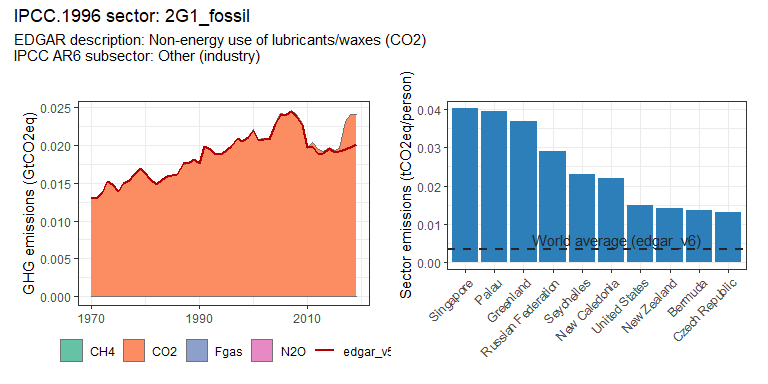 IPCC.1996 sector: 2G1_fossil
EDGAR description: Non-energy use of lubricants/waxes (CO2)
IPCC AR6 subsector: Other (industry)
GHG emissions (GtCO2eq)
0.025
0.020
0.015
0.010
0.005
0.000
1970
1990
2010
CH4
CO2
Fgas
N2O
Sector emissions (tCO2eq/person)
0.04
0.03
0.02
0.01
0.00
World average (edgar_v6)
Singapore
Palau
Greenland
Russian Federation
Seychelles
New Caledonia
United States
New Zealand
Bermuda
Czech Republic